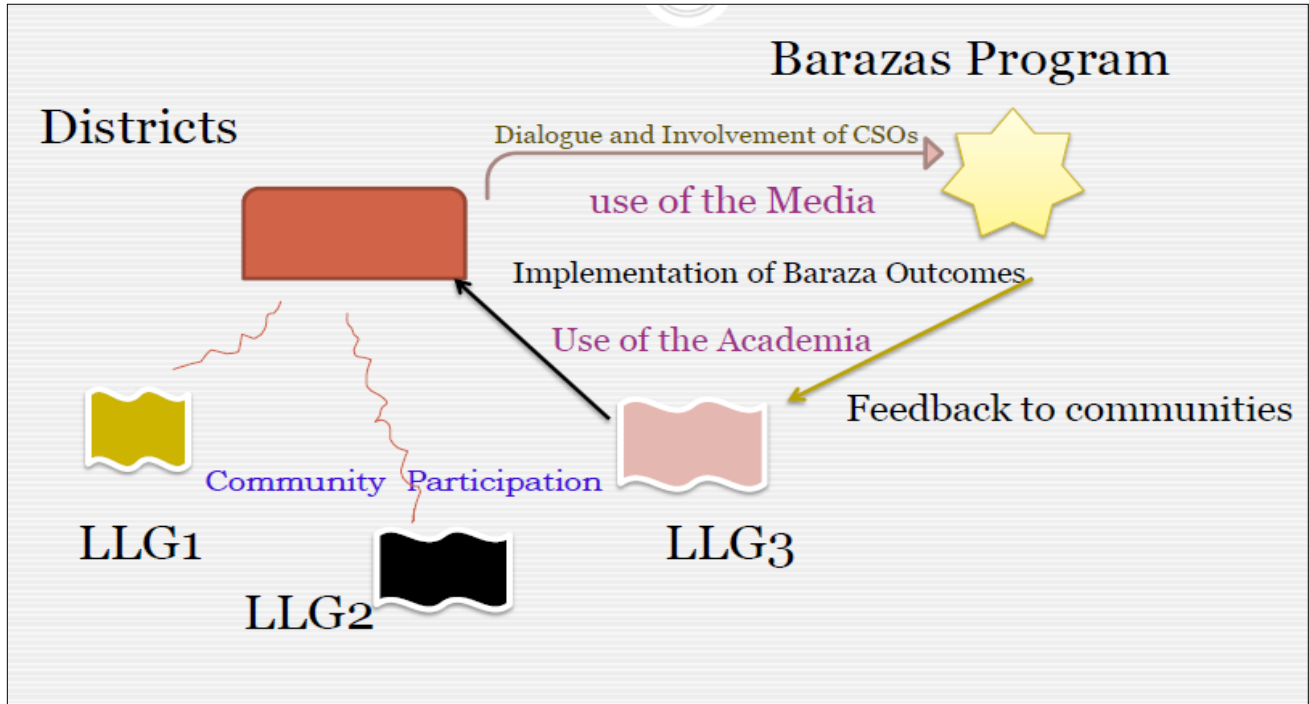 Barazas Program
Districts
Dialogue and Involvement of CSOs
use of the Media
Implementation of Baraza Outcomes
Use of the Academia
Feedback to communities
Community Participation
LLG1
LLG3
LLG2